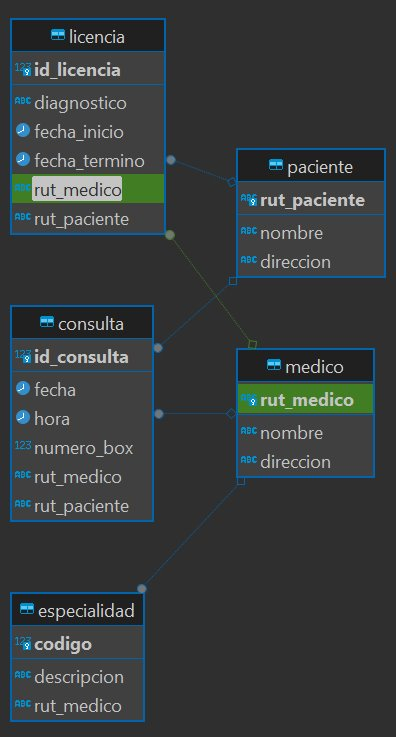 licencia
123 id_licencia
ABC diagnostico
fecha_inicio
fecha_termino
ABC rut_medico
ABC rut_paciente
paciente
ABC rut_paciente
ABC nombre
ABC direccion
consulta
123 id_consulta
fecha
hora
123 numero_box
ABC rut_medico
ABC rut_paciente
medico
ABC rut_medico
ABC nombre
ABC direccion
especialidad
123 codigo
ABC descripcion
ABC rut_medico